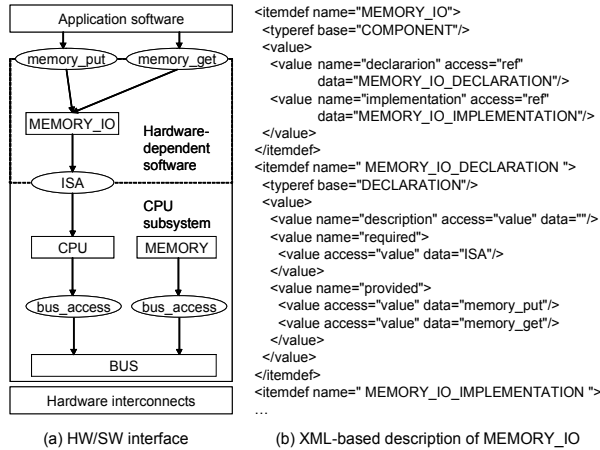 Application software
memory_put memory_get
MEMORY_IO
Hardware-
dependent
software
ISA
CPU
subsystem
CPU MEMORY
bus_access bus_access
BUS
Hardware interconnects
(a) HW/SW interface
<itemdef name="MEMORY_IO">
<typeref base="COMPONENT"/>
<value>
<value name="declararion" access="ref"
data="MEMORY_IO_DECLARATION"/>
<value name="implementation" access="ref"
data="MEMORY_IO_IMPLEMENTATION"/>
</value>
</itemdef>
<itemdef name=" MEMORY_IO_DECLARATION ">
<typeref base="DECLARATION"/>
<value>
<value name="description" access="value" data=""/>
<value name="required">
<value access="value" data="ISA"/>
</value>
<value name="provided">
<value access="value" data="memory_put"/>
<value access="value" data="memory_get"/>
</value>
</value>
</itemdef>
<itemdef name=" MEMORY_IO_IMPLEMENTATION ">
…
(b) XML-based description of MEMORY_IO